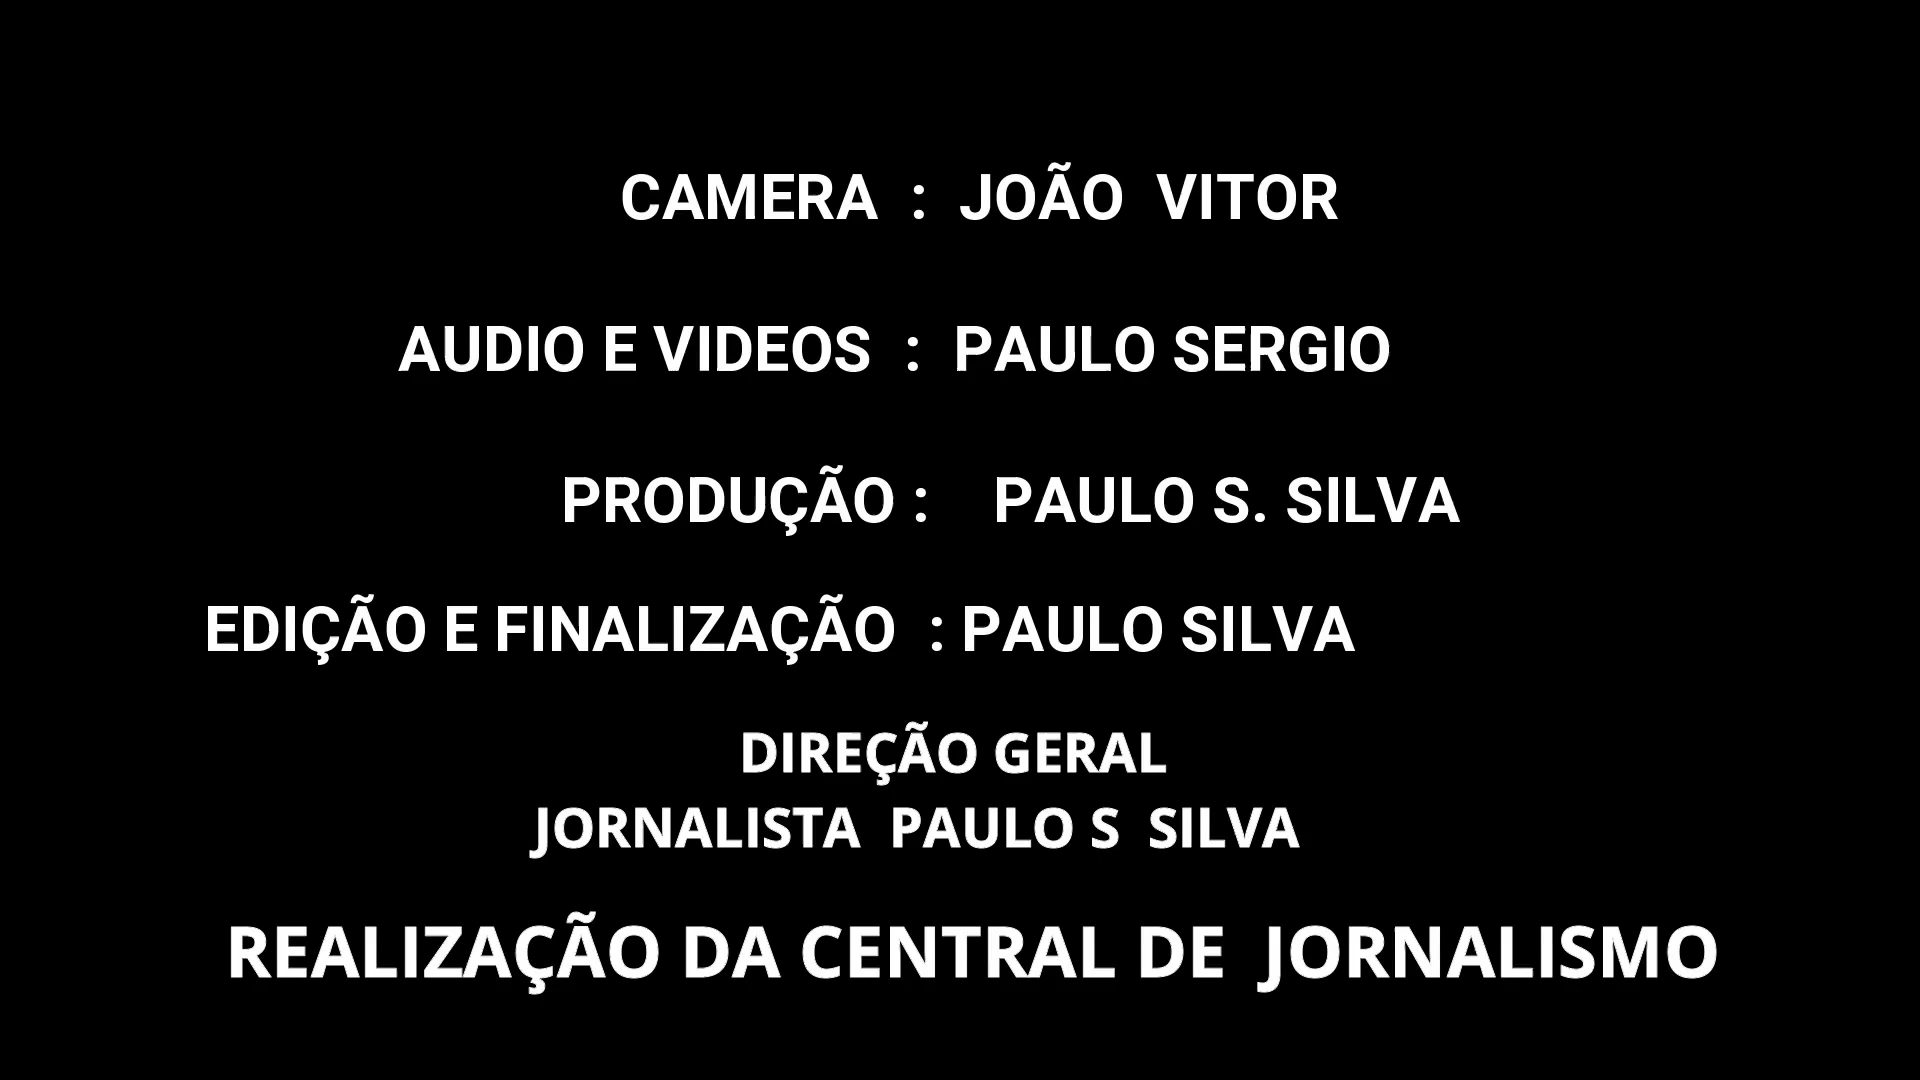 CAMERA : JOÃO VITOR
AUDIO E VIDEOS : PAULO SERGIO
PRODUÇÃO : PAULO S. SILVA
EDIÇÃO E FINALIZAÇÃO : PAULO SILVA
DIREÇÃO GERAL
JORNALISTA PAULO S SILVA
REALIZAÇÃO DA CENTRAL DE JORNALISMO